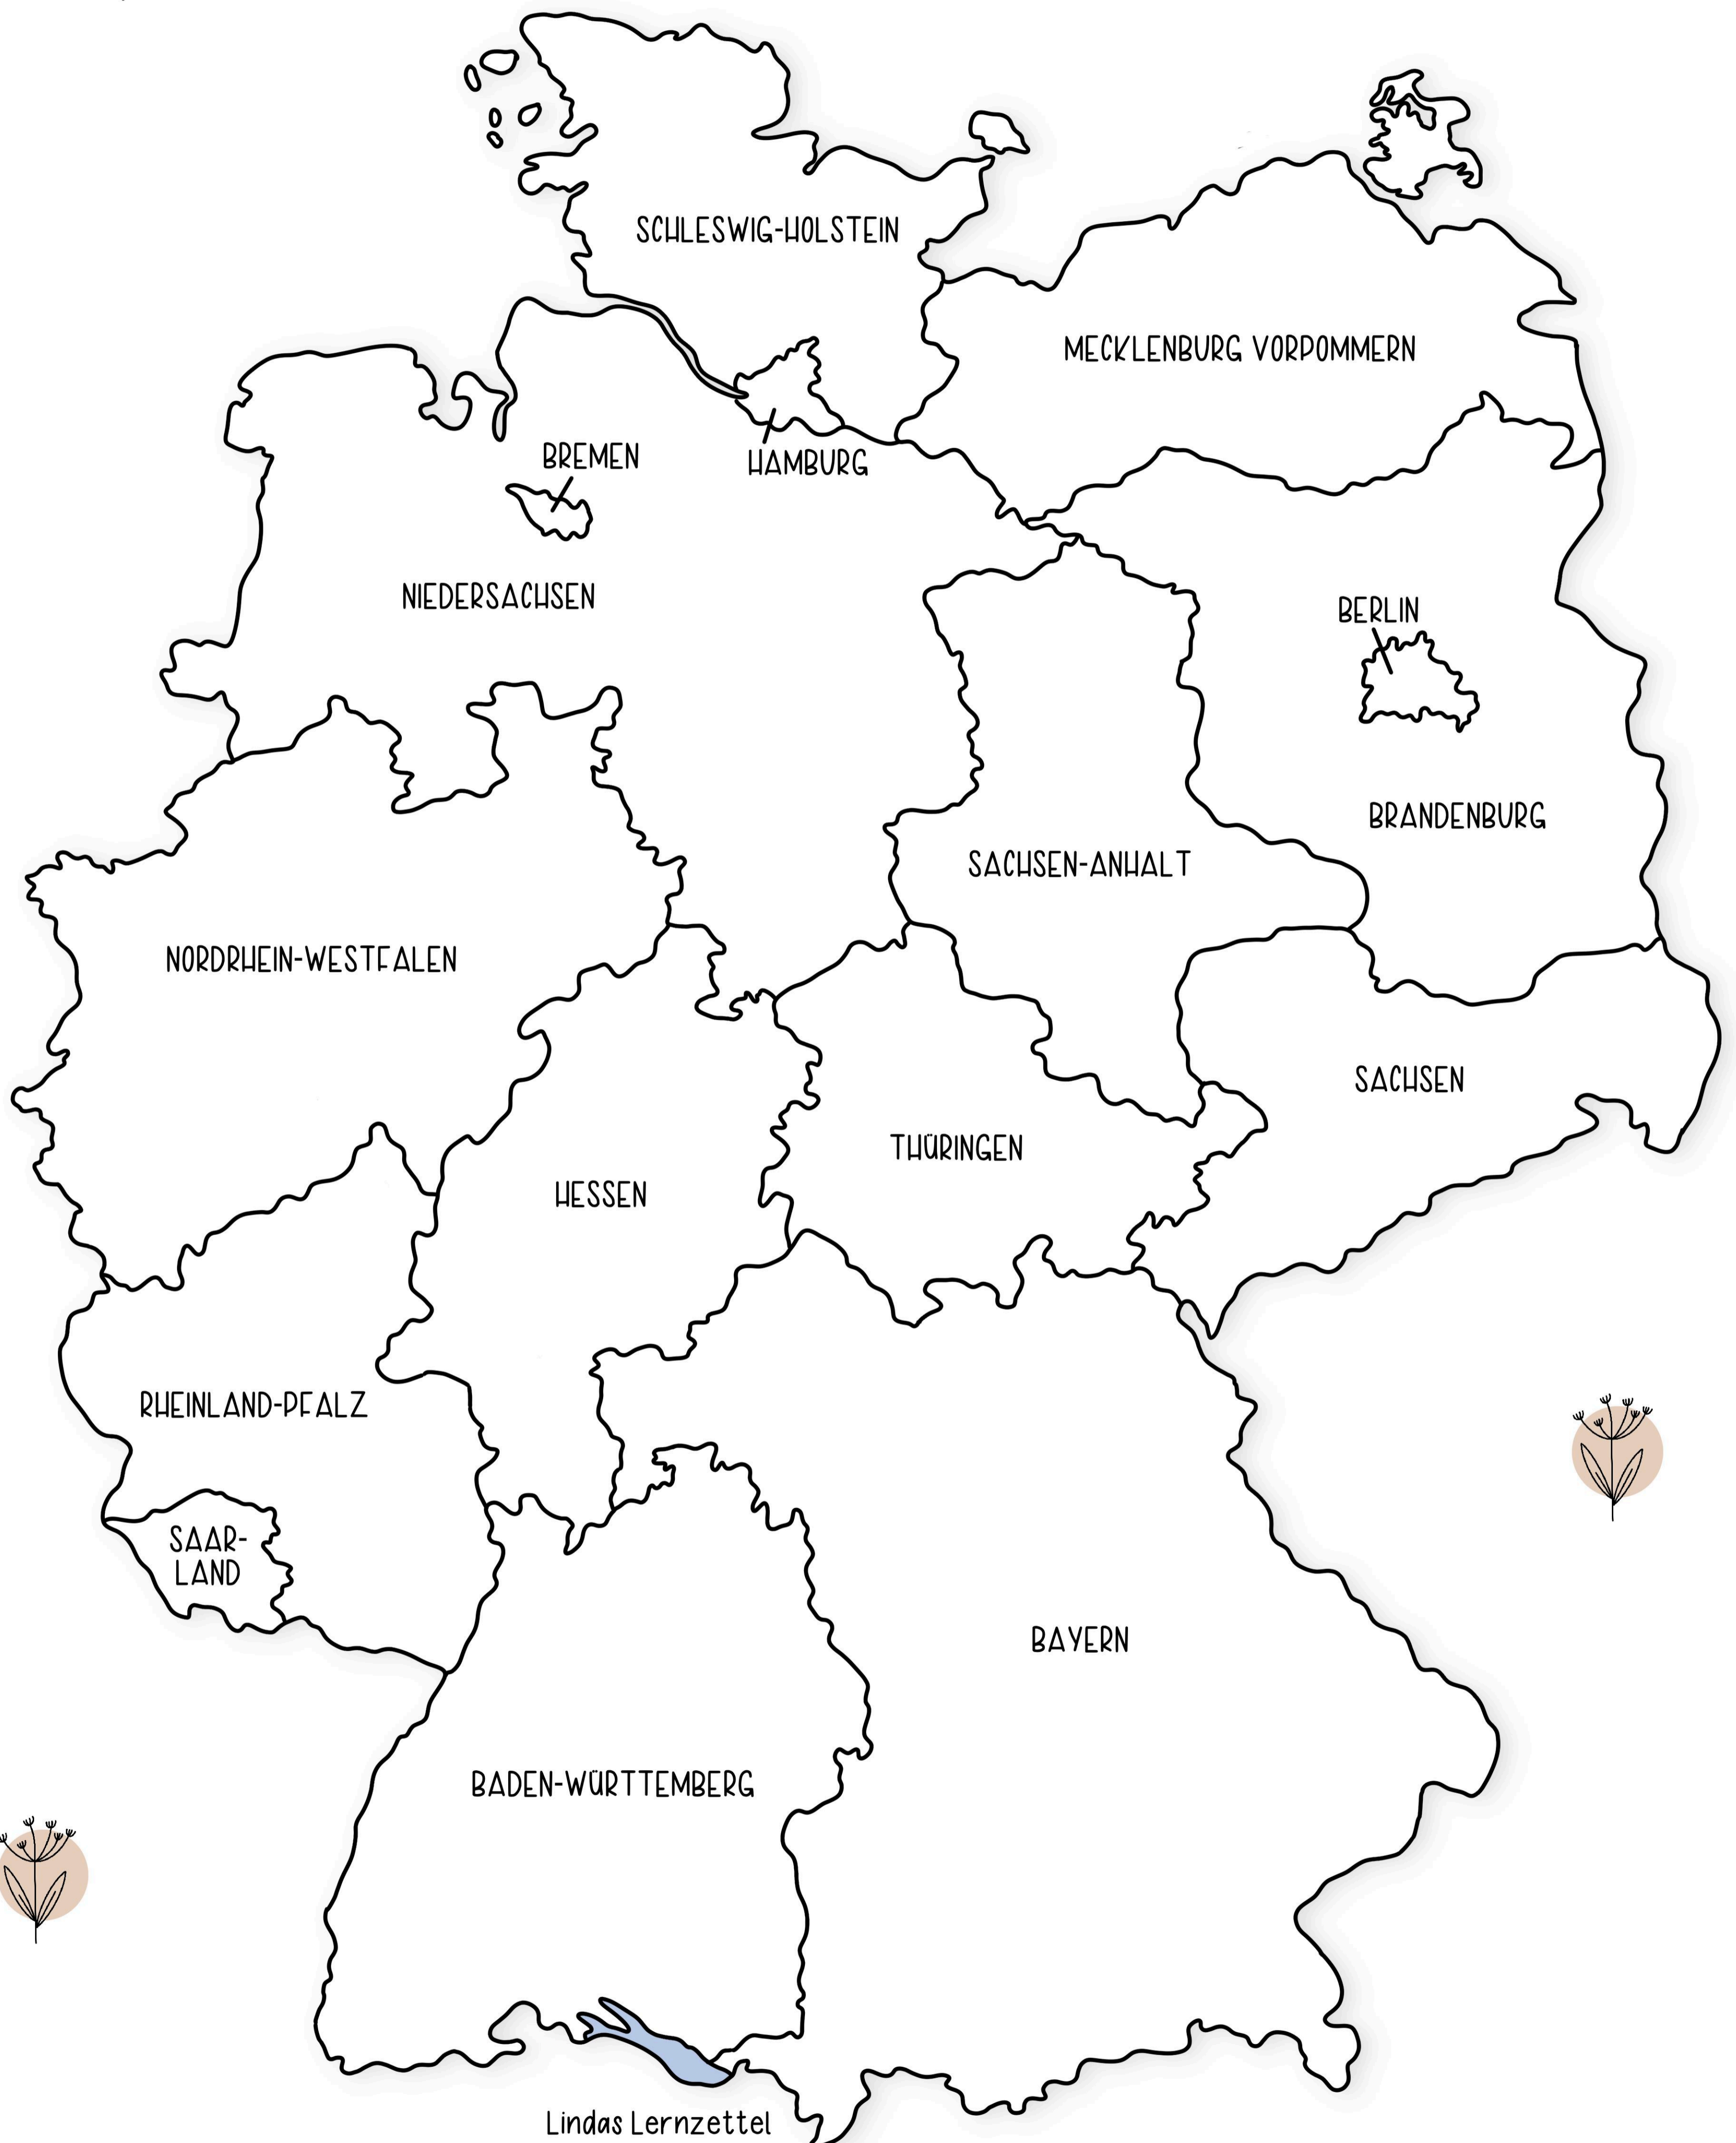 SCHLESWIG-HOLSTEIN
MECKLENBURG VORPOMMERN
BREMEN
HAMBURG
NIEDERSACHSEN
BERLIN
BRANDENBURG
SACHSEN-ANHALT
NORDRHEIN-WESTFALEN
SACHSEN
THÜRINGEN
HESSEN
RHEINLAND-PFALZ
SAAR-
LAND
BAYERN
BADEN-WÜRTTEMBERG
Lindas Lernzettel